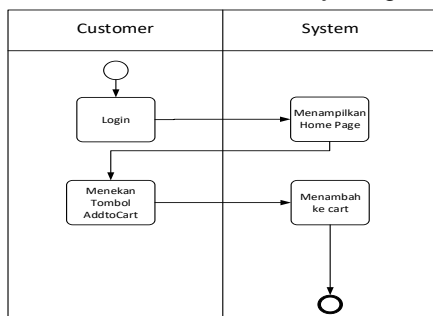 Customer
System
Login
Menampilkan
Home Page
Menekan
Tombol
AddtoCart
Menambah
ke cart